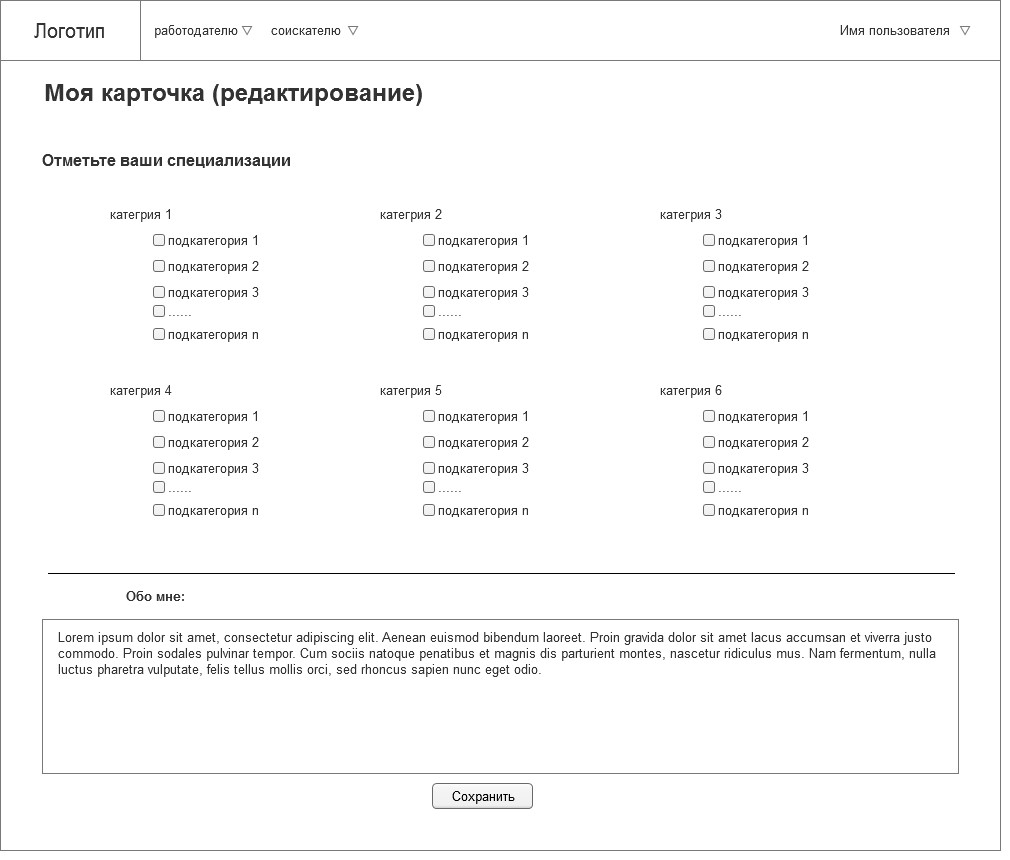 Логотип
работодателю ▽ соискателю ▽
Имя пользователя ▽
Моя карточка (редактирование)
Отметьте ваши специализации
категрия 1
подкатегория 1
подкатегория 2
подкатегория 3
......
подкатегория n
категрия 2
подкатегория 1
подкатегория 2
подкатегория 3
......
подкатегория n
категрия 3
подкатегория 1
подкатегория 2
подкатегория 3
......
подкатегория n
категрия 4
подкатегория 1
подкатегория 2
подкатегория 3
......
подкатегория n
категрия 5
подкатегория 1
подкатегория 2
подкатегория 3
......
подкатегория n
категрия 6
подкатегория 1
подкатегория 2
подкатегория 3
......
подкатегория n
Обо мне:
Lorem ipsum dolor sit amet, consectetur adipiscing elit. Aenean euismod bibendum laoreet. Proin gravida dolor sit amet lacus accumsan et viverra justo
commodo. Proin sodales pulvinar tempor. Cum sociis natoque penatibus et magnis dis parturient montes, nascetur ridiculus mus. Nam fermentum, nulla
luctus pharetra vulputate, felis tellus mollis orci, sed rhoncus sapien nunc eget odio.
Сохранить